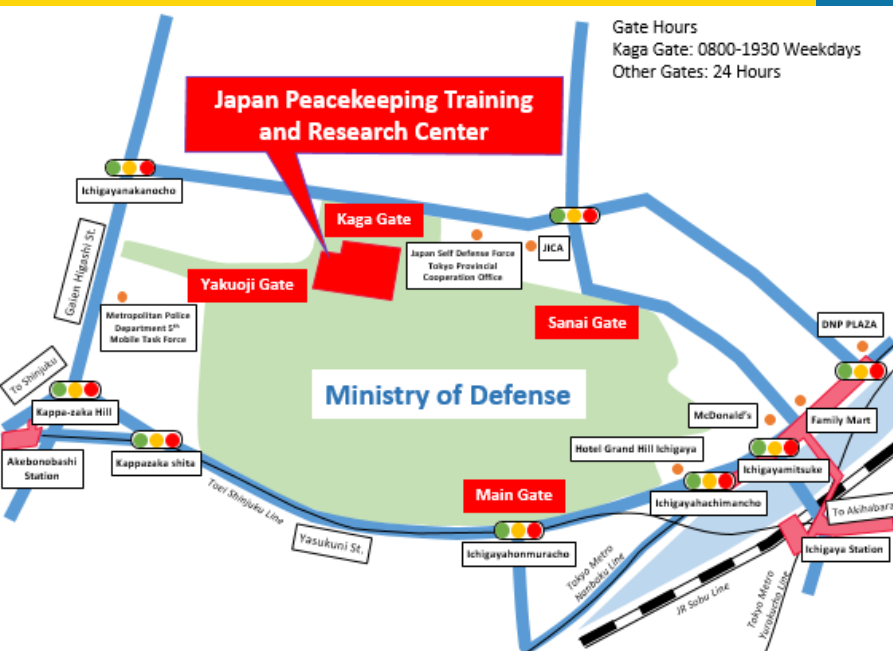 Gate Hours
Kaga Gate: 0800-1930 Weekdays
Other Gates: 24 Hours
Japan Peacekeeping Training
and Research Center
Ichigayanakanocho
Kaga Gate
Japan Self Defense Force
Tokyo Provincial
Cooperation Office
JICA
Gaien Higashi St.
Yakuoji Gate
Metropolitan Police
Department 5th
Mobile Task Force
Sanai Gate
DNP PLAZA
To Shinjuku
Ministry of Defense
Kappa-zaka Hill
McDonald's
Family Mart
Akebonobashi
Station
Kappazaka shita
Hotel Grand Hill Ichigaya
Ichigayamitsuke
Toei Shinjuku Line
Main Gate
Ichigayahachimancho
To Akihabara
Yasukuni St.
Ichigayahonmuracho
Ichigaya Station
Tokyo Metro
Nanboku Line
JR Sobu Line
Tokyo Metro
Yurakucho Line